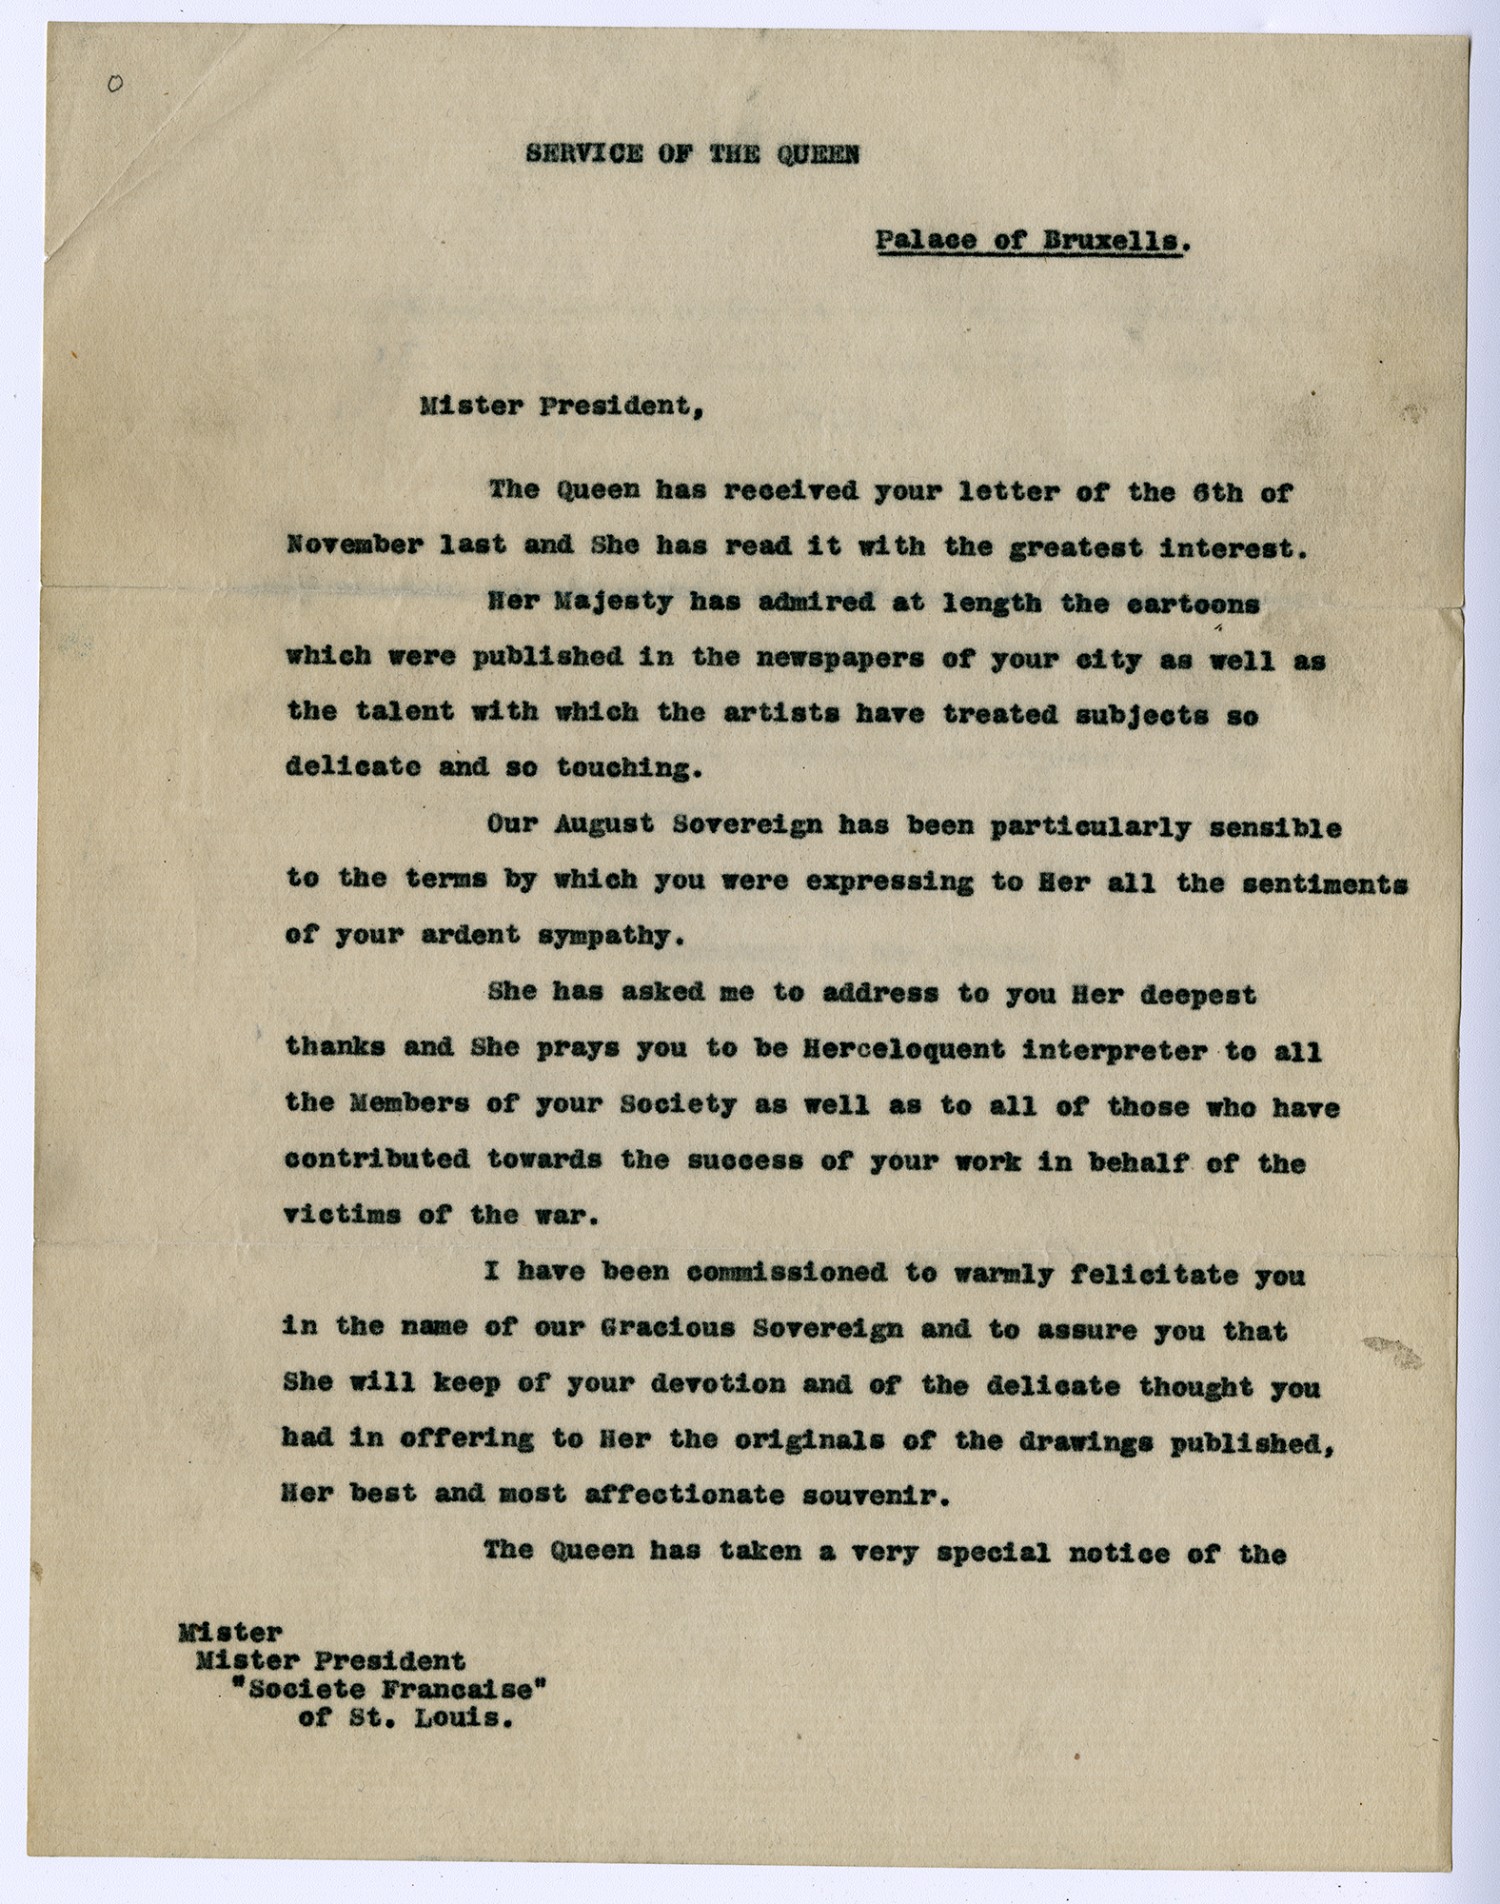 0
SERVICE OF THE QUEEN
Palace of Bruxells.
Mister President,
The Queen has received your letter of the 6th of
November last and She has read it with the greatest interest.
Her Majesty has admired at length the cartoons
which were published in the newspapers of your city as well as
the talent with which the artists have treated subjects so
delicate and so touching.
Our August Sovereign has been particularly sensible
to the terms by which you were expressing to Her all the sentiments
of your ardent sympathy.
She has asked me to address to you Her deepest
thanks and She prays you to be Herceloquent interpreter to all
the Members of your Society as well as to all of those who have
contributed towards the success of your work in behalf of the
victims of the war.
I have been commissioned to warmly felicitate you
in the name of our Gracious Sovereign and to assure you that
She will keep of your devotion and of the delicate thought you
had in offering to Her the originals of the drawings published,
Her best and most affectionate souvenir.
The Queen has taken a very special notice of the
Mister
Mister President
"Societe Francaise"
of St. Louis.